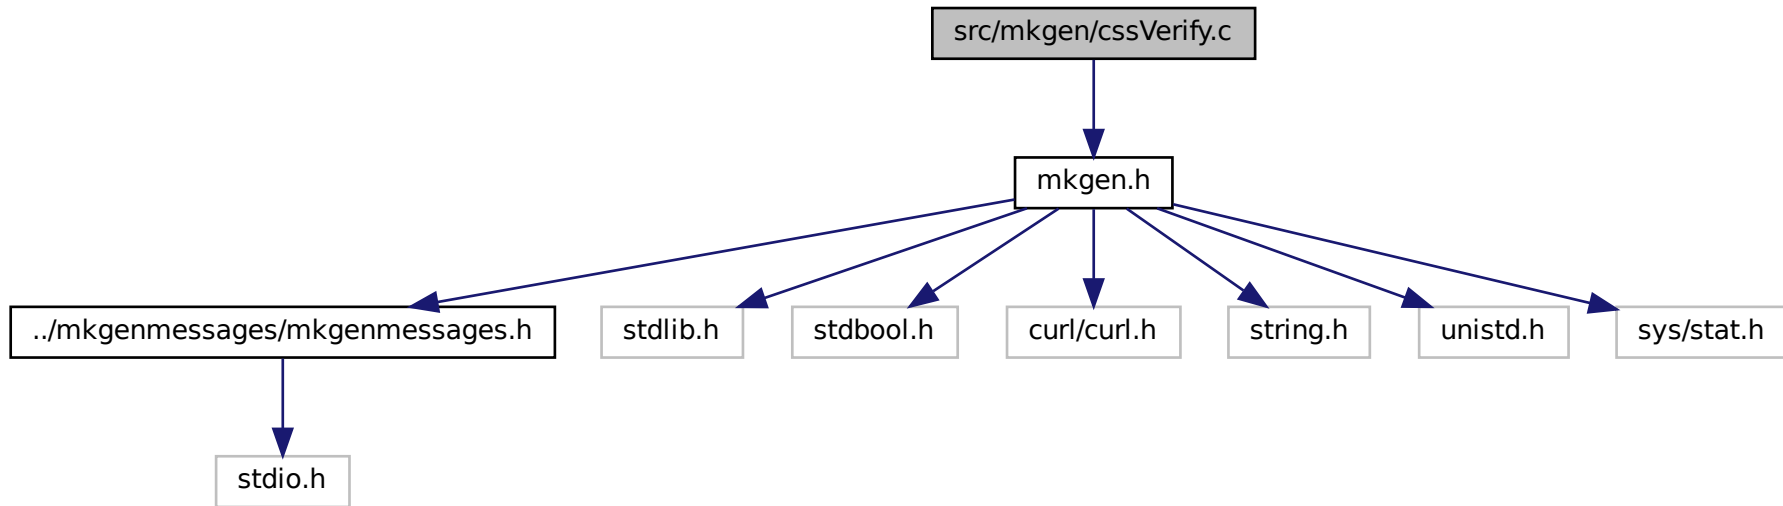 src/mkgen/cssVerify.c
mkgen.h
../mkgenmessages/mkgenmessages.h
stdlib.h
stdbool.h
curl/curl.h
string.h
unistd.h
sys/stat.h
stdio.h